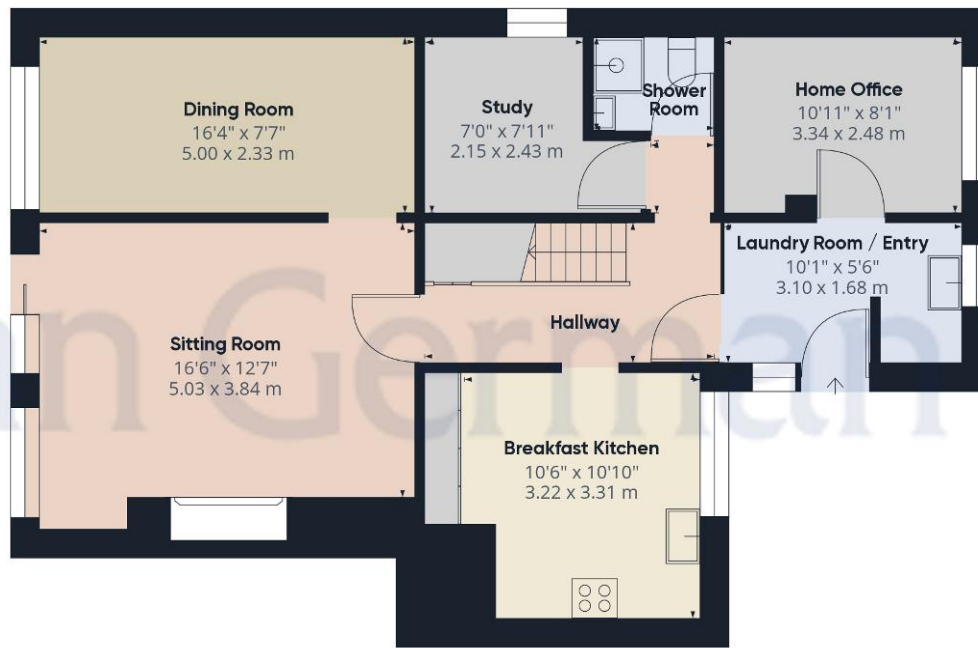 Dining Room
16'4" x 7'7"
5.00 x 2.33 m
Study
7'0" x 7'11"
2.15 x 2.43 m
Shower
Room
Home Office
10'11" x 8'1"
3.34 x 2.48 m
Laundry Room / Entry
10'1" x 5'6"
3.10 x 1.68 m
Hallway
Sitting Room
16'6" x 12'7"
5.03 x 3.84 m
Breakfast Kitchen
10'6" x 10'10"
3.22 x 3.31 m
German